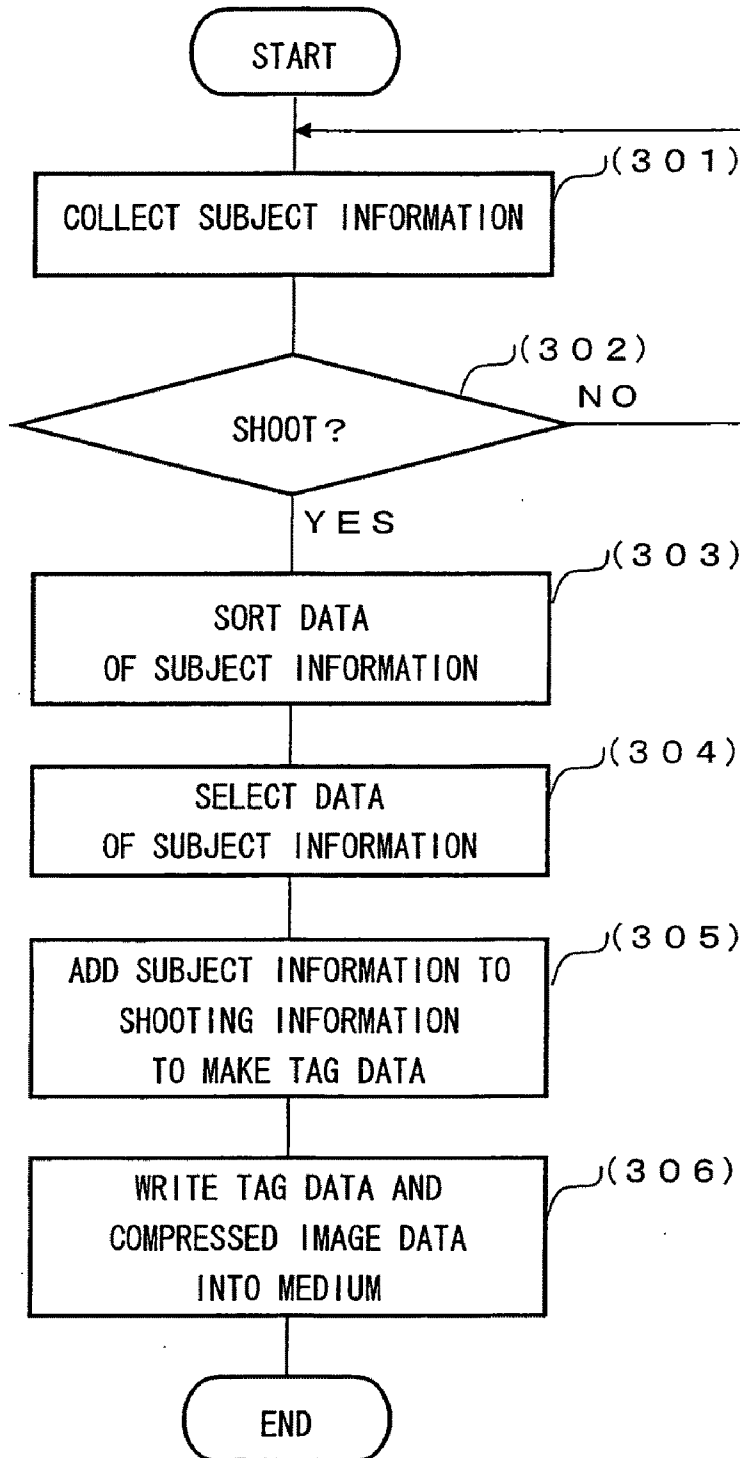 START
(301)
COLLECT SUBJECT INFORMATION
(302)
NO
SHOOT?
YES
(303)
SORT DATA
OF SUBJECT INFORMATION
(304)
SELECT DATA
OF SUBJECT INFORMATION
(305)
ADD SUBJECT INFORMATION TO
SHOOTING INFORMATION
TO MAKE TAG DATA
(306)
WRITE TAG DATA AND
COMPRESSED IMAGE DATA
INTO MEDIUM
END